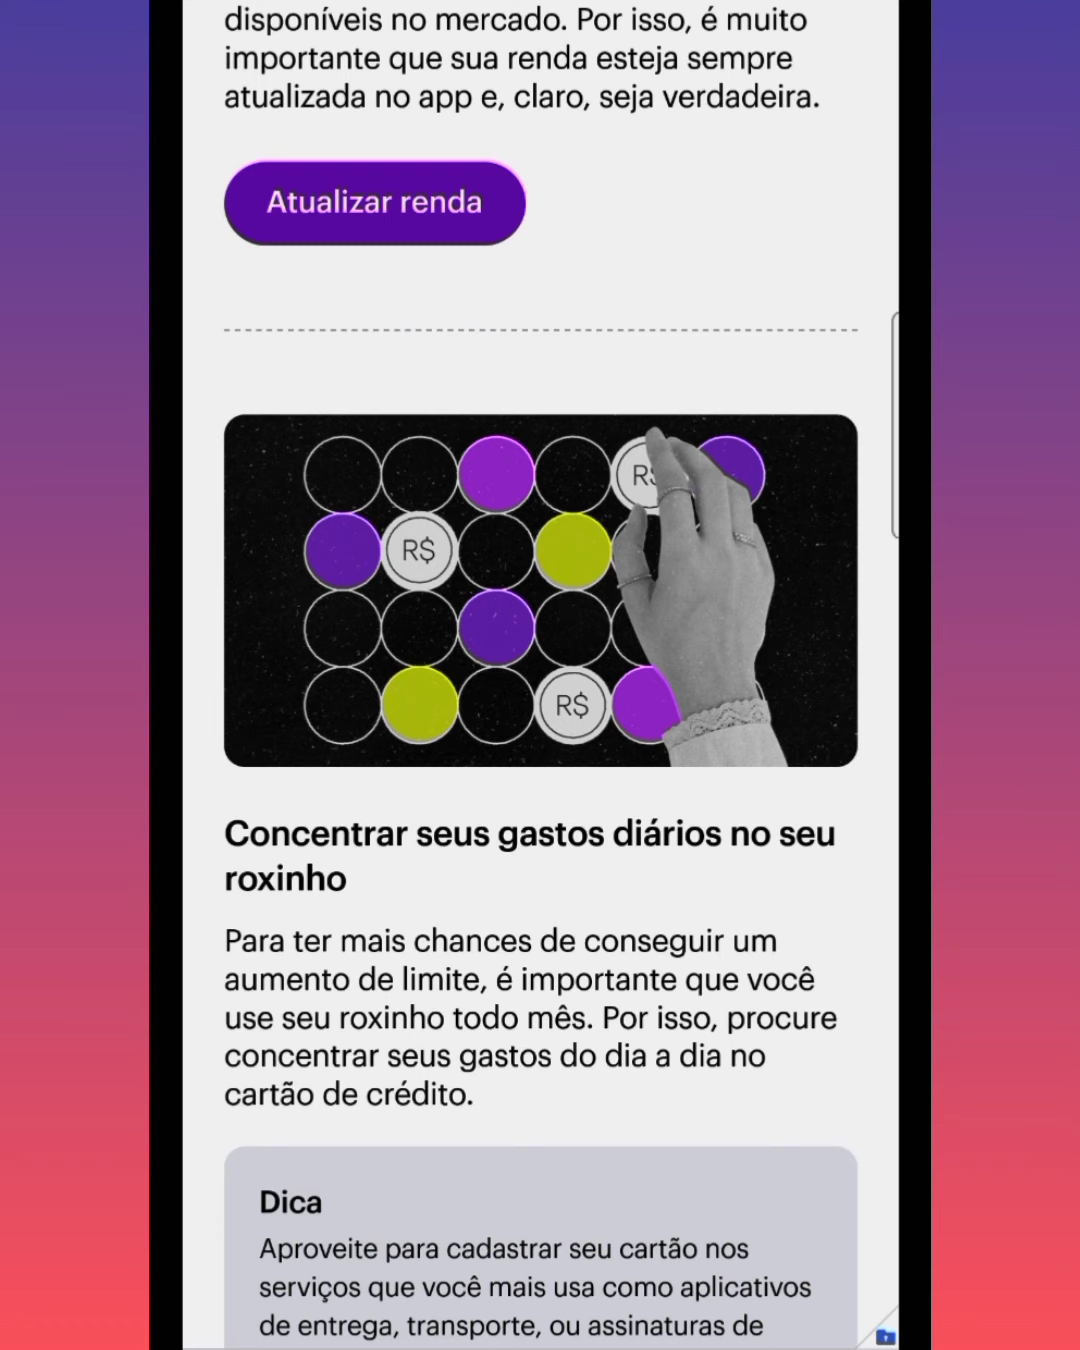 disponíveis no mercado. Por isso, é muito
importante que sua renda esteja sempre
atualizada no app e, claro, seja verdadeira.
Atualizar renda
R$
R$
R$
Concentrar seus gastos diários no seu
roxinho
Para ter mais chances de conseguir um
aumento de limite, é importante que você
use seu roxinho todo mês. Por isso, procure
concentrar seus gastos do dia a dia no
cartão de crédito.
Dica
Aproveite para cadastrar seu cartão nos
serviços que você mais usa como aplicativos
de entrega, transporte, ou assinaturas de